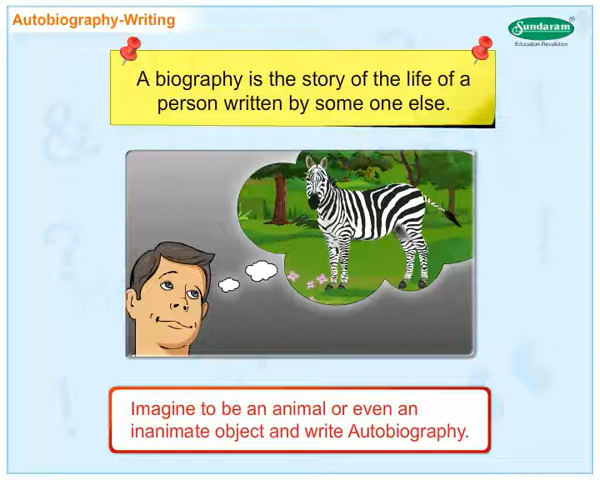 Autobiography-Writing
Sundaram®
Education Revolution
A biography is the story of the life of a
person written by some one else.
Imagine to be an animal or even an
inanimate object and write Autobiography.